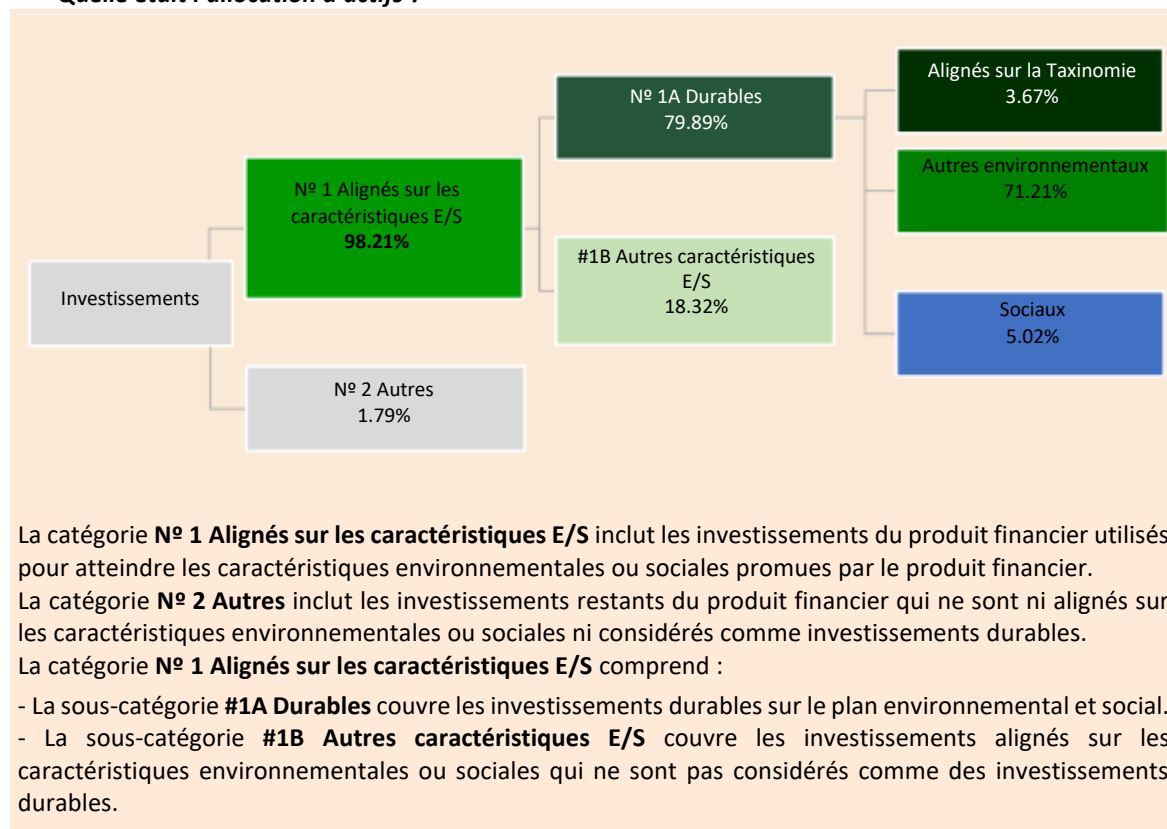 Quelle était l'allocation d'actifs ?
Alignés sur la Taxinomie
3.67%
Nº 1A Durables
79.89%
Autres environnementaux
71.21%
Nº 1 Alignés sur les
caractéristiques E/S
98.21%
#1B Autres caractéristiques
E/S
18.32%
Investissements
Sociaux
5.02%
Nº 2 Autres
1.79%
La catégorie Nº 1 Alignés sur les caractéristiques E/S inclut les investissements du produit financier utilisés
pour atteindre les caractéristiques environnementales ou sociales promues par le produit financier.
La catégorie Nº 2 Autres inclut les investissements restants du produit financier qui ne sont ni alignés sur
les caractéristiques environnementales ou sociales ni considérés comme investissements durables.
La catégorie Nº 1 Alignés sur les caractéristiques E/S comprend :
- La sous-catégorie #1A Durables couvre les investissements durables sur le plan environnemental et social.
- La sous-catégorie #1B Autres caractéristiques E/S couvre les investissements alignés sur les
caractéristiques environnementales ou sociales qui ne sont pas considérés comme des investissements
durables.